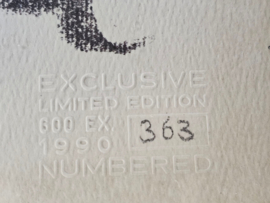 EXCLUSIVE
LIMITED EDITION
600 EX. 363
1990
NUMBERED